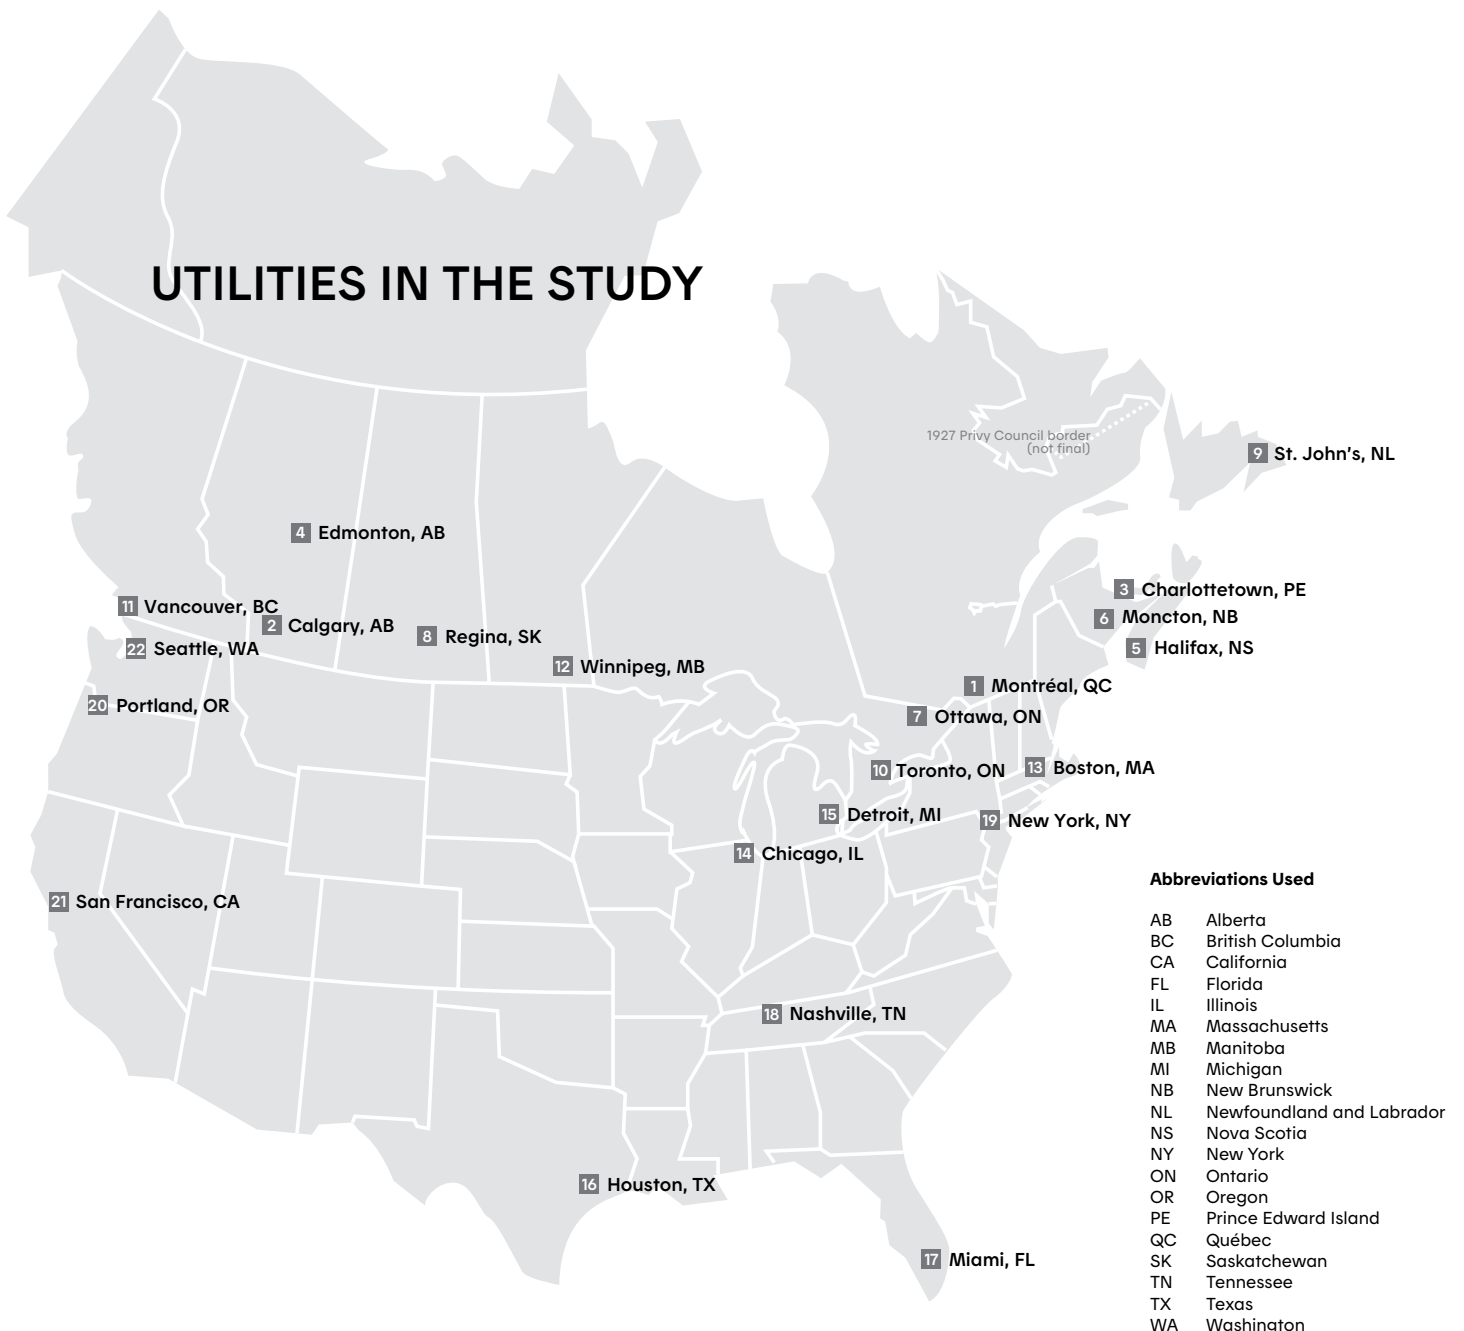 UTILITIES IN THE STUDY
1927 Privy Council border
(not final)
9 St. John's, NL
4 Edmonton, AB
3 Charlottetown, PE
11 Vancouver, BC
6 Moncton, NB
2 Calgary, AB
8 Regina, SK
22 Seattle, WA
5 Halifax, NS
12 Winnipeg, MB
1 Montréal, QC
20 Portland, OR
7 Ottawa, ON
10 Toronto, ON
13 Boston, MA
15 Detroit, MI
19 New York, NY
14 Chicago, IL
21 San Francisco, CA
18 Nashville, TN
16 Houston, TX
17 Miami, FL
Abbreviations Used
AB Alberta
BC British Columbia
CA California
FL Florida
IL Illinois
MA Massachusetts
MB Manitoba
MI Michigan
NB New Brunswick
NL Newfoundland and Labrador
NS Nova Scotia
NY New York
ON Ontario
OR Oregon
PE Prince Edward Island
QC Québec
SK Saskatchewan
TN Tennessee
TX Texas
WA Washington